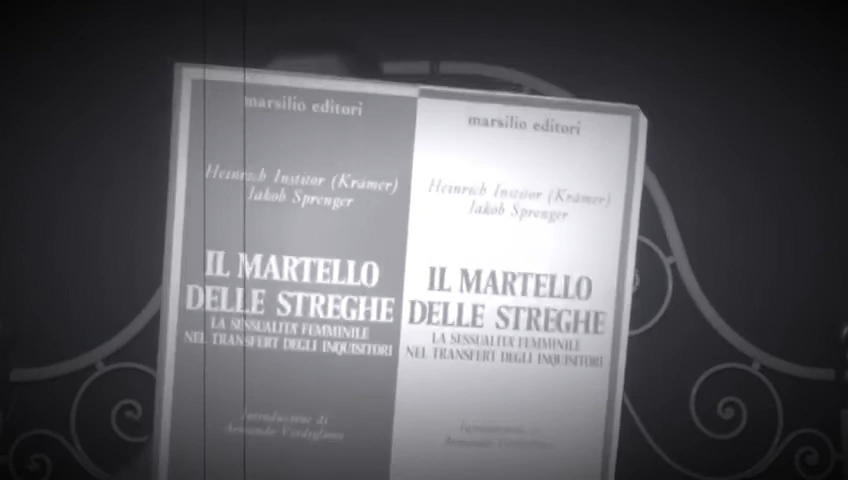 marsilio editori
Heinrich Institor (Krämer)
Jakob Sprenger
IL MARTELLO
DELLE STREGHE
LA SESSUALITA' FEMMINILE
NEL TRANSFERT DEGLI INQUISITORI
Introduzione di
Armando Verdiglione
marsilio editori
Heinrich Institor (Krämer)
Jakob Sprenger
IL MARTELLO
DELLE STREGHE
LA SESSUALITA' FEMMINILE
NEL TRANSFERT DEGLI INQUISITORI